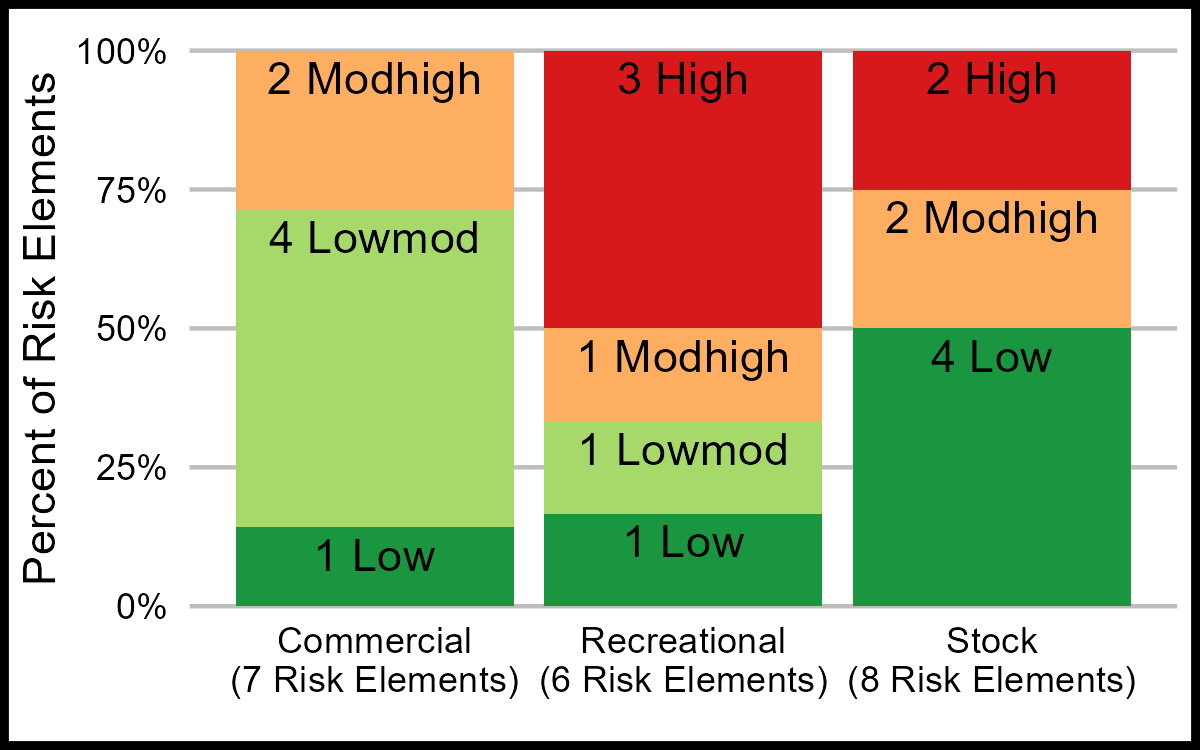 Percent of Risk Elements
100%
75%
50%
25%
0%
2 Modhigh
4 Lowmod
1 Low
3 High
1 Modhigh
1 Lowmod
1 Low
2 High
2 Modhigh
4 Low
Commercial
(7 Risk Elements)
Recreational
(6 Risk Elements)
Stock
(8 Risk Elements)